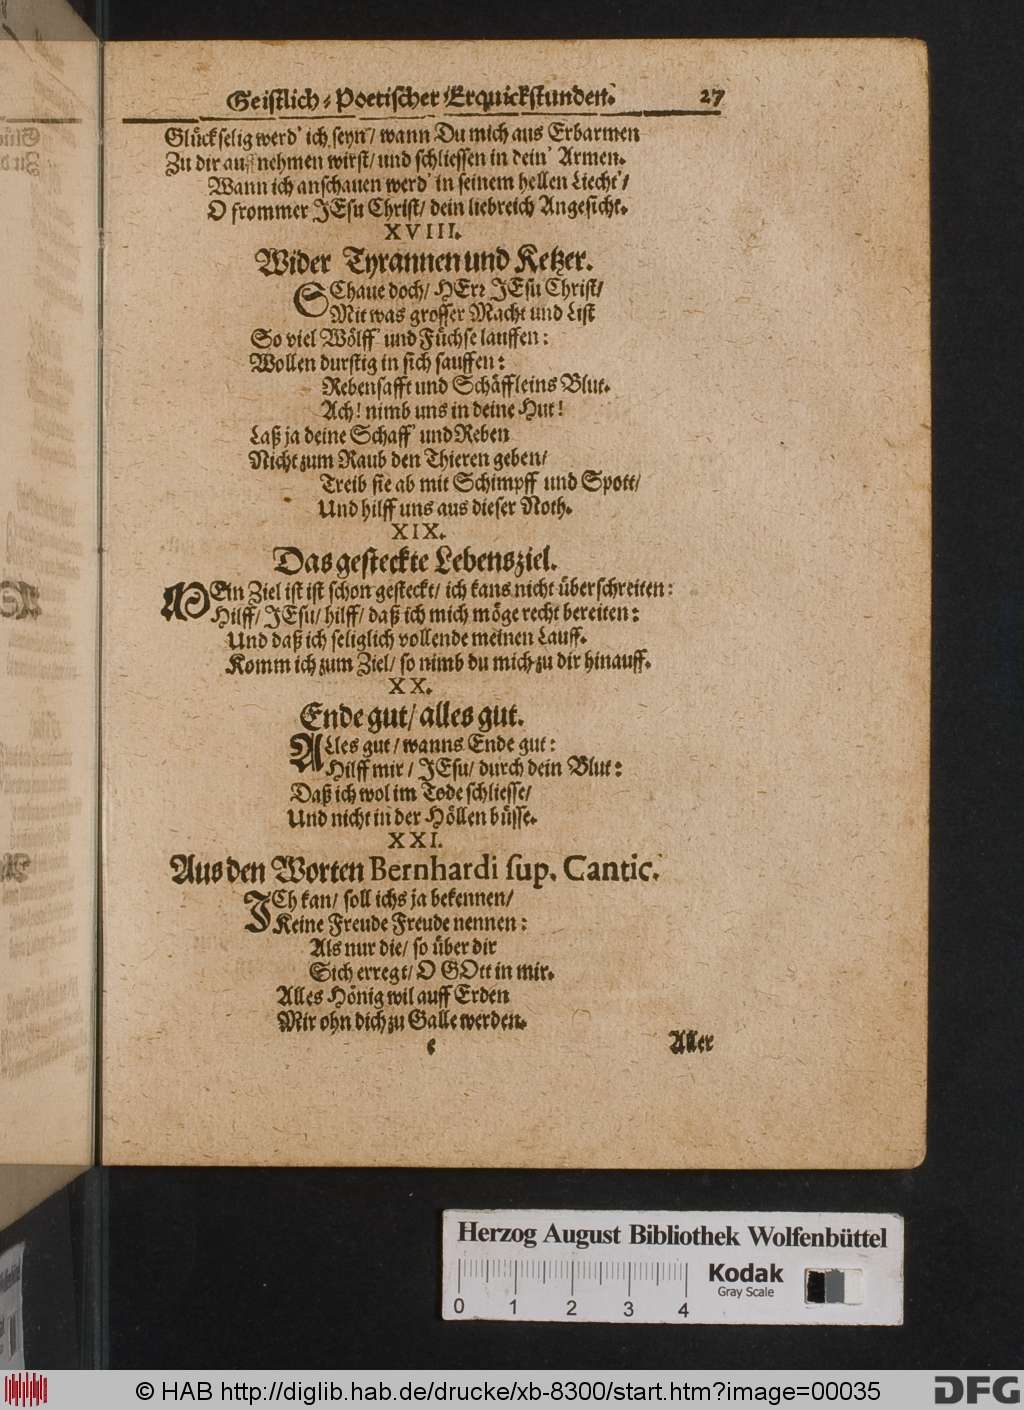 Geistlich-Poetischer Erquickstunden. 27
Glückselig werd' ich seyn/ wann Du mich aus Erbarmen
Zu dir auffnehmen wirst/ und schliessen in dein' Armen.
Wann ich anschauen werd' in seinem hellen Liecht'/
O frommer JEsu Christ/ dein liebreich Angesicht.
XVIII.
Wider Tyrannen und Ketzer.
SChaue doch/ HErr JEsu Christ/
Mit was grosser Macht und List
So viel Wölff' und Füchse lauffen:
Wollen durstig in sich sauffen:
Rebensafft und Schäffleins Blut.
Ach! nimb uns in deine Hut!
Laß ja deine Schaff' und Reben
Nicht zum Raub den Thieren geben/
Treib sie ab mit Schimpff und Spott/
Und hilff uns aus dieser Noth.
XIX.
Das gesteckte Lebensziel.
MEin Ziel ist ist schon gesteckt/ ich kans nicht überschreiten:
Hilff/ JEsu/ hilff/ daß ich mich möge recht bereiten:
Und daß ich seliglich vollende meinen Lauff.
Komm ich zum Ziel/ so nimb du mich zu dir hinauff.
XX.
Ende gut/ alles gut.
ALles gut/ wanns Ende gut:
Hilff mir/ JEsu/ durch dein Blut:
Daß ich wol im Tode schliesse/
Und nicht in der Höllen büsse.
XXI.
Aus den Worten Bernhardi sup. Cantic.
JCh kan/ soll ichs ja bekennen/
Keine Freude Freude nennen:
Als nur die/ so über dir
Sich erregt/ O GOtt in mir.
Alles Hönig wil auff Erden
Mir ohn dich zu Galle werden.
e Aller
Herzog August Bibliothek Wolfenbüttel
Kodak
Gray Scale
0 1 2 3 4
© HAB http://diglib.hab.de/drucke/xb-8300/start.htm?image=00035
DFG